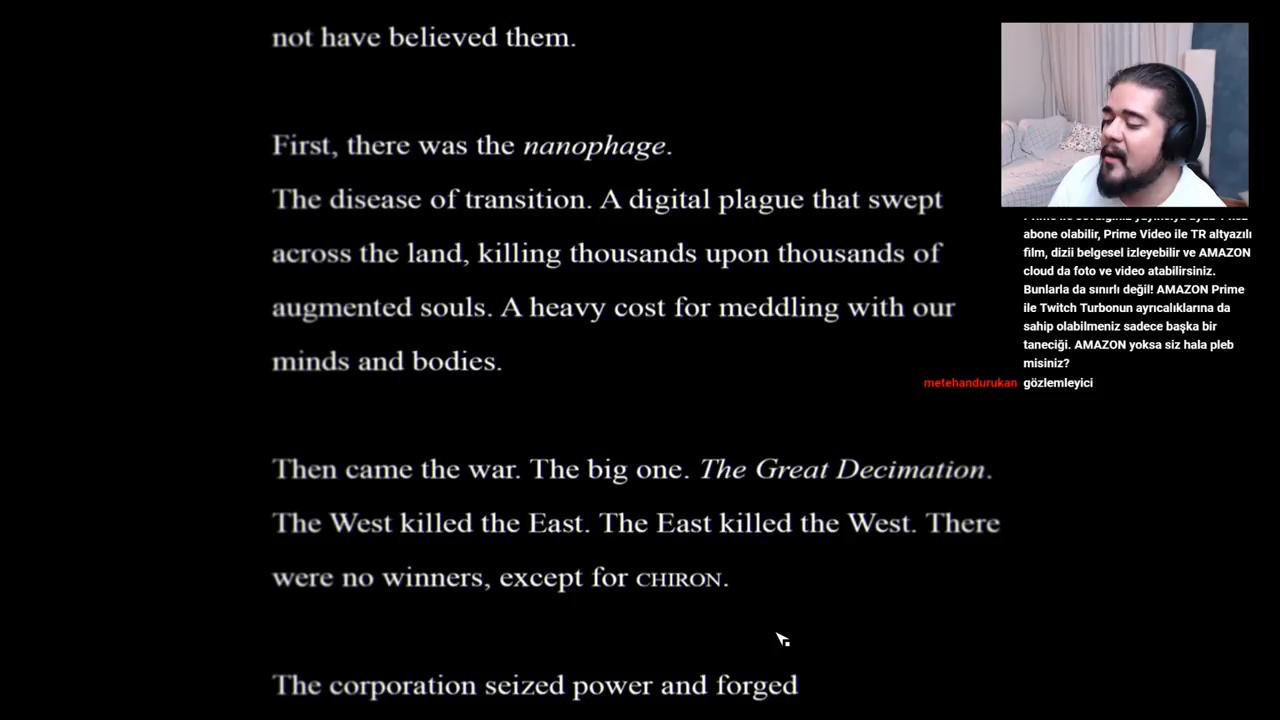 not have believed them.
First, there was the nanophage.
The disease of transition. A digital plague that swept
across the land, killing thousands upon thousands of
augmented souls. A heavy cost for meddling with our
minds and bodies.
Then came the war. The big one. The Great Decimation.
The West killed the East. The East killed the West. There
were no winners, except for CHIRON.
The corporation seized power and forged
abone olabilir, Prime Video ile TR altyazılı
film, dizii belgesel izleyebilir ve AMAZON
cloud da foto ve video atabilirsiniz.
Bunlarla da sınırlı değil! AMAZON Prime
ile Twitch Turbonun ayrıcalıklarına da
sahip olabilmeniz sadece başka bir
taneciği. AMAZON yoksa siz hala pleb
misiniz?
metehandurukan gözlemleyici